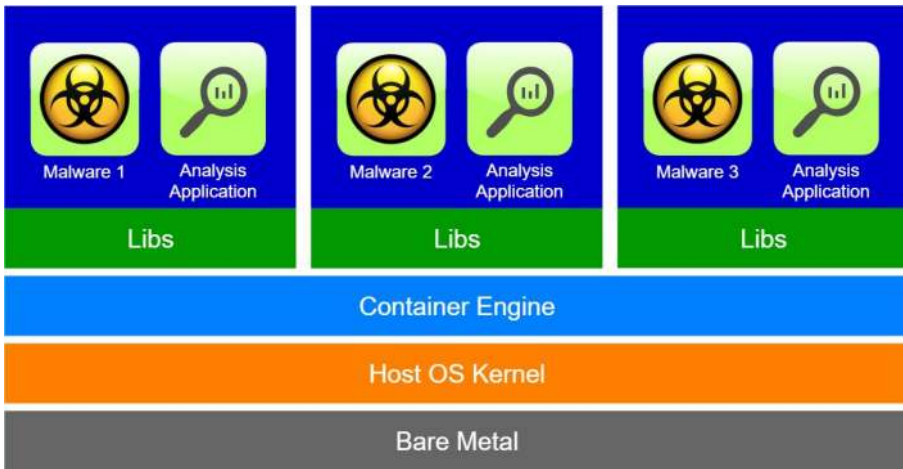 Malware 1
Analysis
Application
Malware 2
Analysis
Application
Malware 3
Analysis
Application
Libs
Libs
Libs
Container Engine
Host OS Kernel
Bare Metal